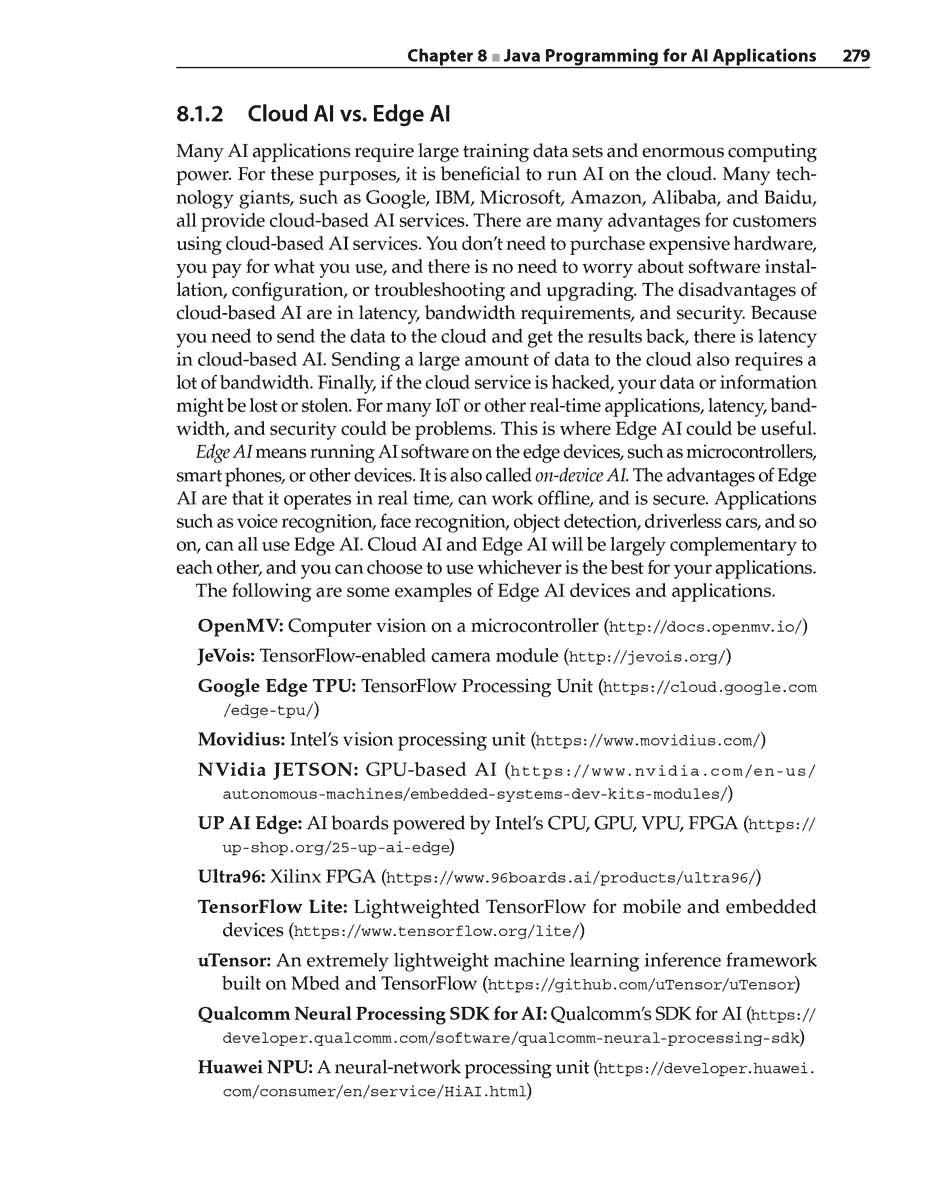 Chapter 8 ■ Java Programming for AI Applications 279
8.1.2 Cloud AI vs. Edge AI
Many AI applications require large training data sets and enormous computing
power. For these purposes, it is beneficial to run AI on the cloud. Many tech-
nology giants, such as Google, IBM, Microsoft, Amazon, Alibaba, and Baidu,
all provide cloud-based AI services. There are many advantages for customers
using cloud-based AI services. You don't need to purchase expensive hardware,
you pay for what you use, and there is no need to worry about software instal-
lation, configuration, or troubleshooting and upgrading. The disadvantages of
cloud-based AI are in latency, bandwidth requirements, and security. Because
you need to send the data to the cloud and get the results back, there is latency
in cloud-based AI. Sending a large amount of data to the cloud also requires a
lot of bandwidth. Finally, if the cloud service is hacked, your data or information
might be lost or stolen. For many IoT or other real-time applications, latency, band-
width, and security could be problems. This is where Edge AI could be useful.
Edge AI means running AI software on the edge devices, such as microcontrollers,
smart phones, or other devices. It is also called on-device AI. The advantages of Edge
AI are that it operates in real time, can work offline, and is secure. Applications
such as voice recognition, face recognition, object detection, driverless cars, and so
on, can all use Edge AI. Cloud AI and Edge AI will be largely complementary to
each other, and you can choose to use whichever is the best for your applications.
The following are some examples of Edge AI devices and applications.
OpenMV: Computer vision on a microcontroller (http://docs.openmv.io/)
JeVois: TensorFlow-enabled camera module (http://jevois.org/)
Google Edge TPU: TensorFlow Processing Unit (https://cloud.google.com
/edge-tpu/)
Movidius: Intel's vision processing unit (https://www.movidius.com/)
NVidia JETSON: GPU-based AI (https://www.nvidia.com/en-us/
autonomous-machines/embedded-systems-dev-kits-modules/)
UP AI Edge: AI boards powered by Intel's CPU, GPU, VPU, FPGA (https://
up-shop.org/25-up-ai-edge)
Ultra96: Xilinx FPGA (https://www.96boards.ai/products/ultra96/)
TensorFlow Lite: Lightweighted TensorFlow for mobile and embedded
devices (https://www.tensorflow.org/lite/)
uTensor: An extremely lightweight machine learning inference framework
built on Mbed and TensorFlow (https://github.com/uTensor/uTensor)
Qualcomm Neural Processing SDK for AI: Qualcomm's SDK for AI (https://
developer.qualcomm.com/software/qualcomm-neural-processing-sdk)
Huawei NPU: A neural-network processing unit (https://developer.huawei.
com/consumer/en/service/HiAI.html)